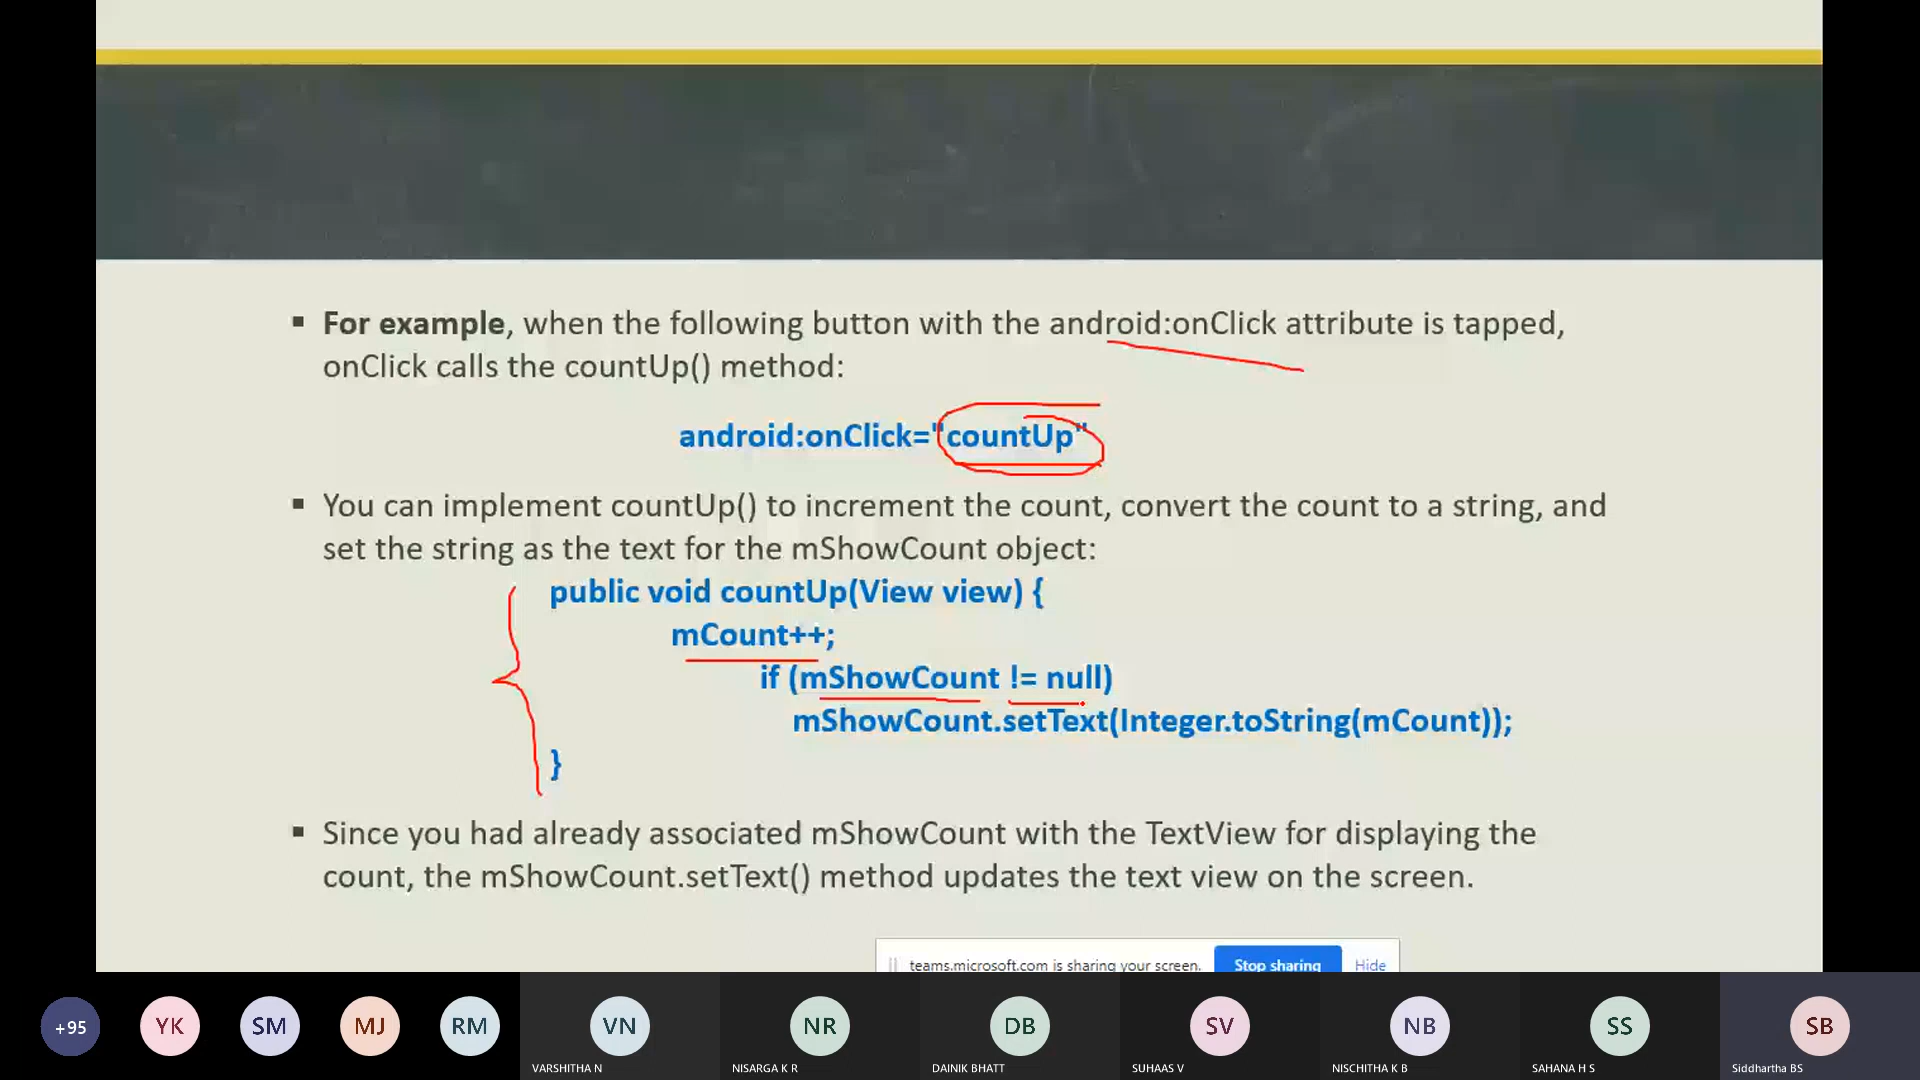 ▪ For example, when the following button with the android:onClick attribute is tapped,
onClick calls the countUp() method:
android:onClick="countUp"
▪ You can implement countUp() to increment the count, convert the count to a string, and
set the string as the text for the mShowCount object:
public void countUp(View view) {
mCount++;
if (mShowCount != null)
mShowCount.setText(Integer.toString(mCount));
}
▪ Since you had already associated mShowCount with the TextView for displaying the
count, the mShowCount.setText() method updates the text view on the screen.
teams.microsoft.com is sharing your screen. Stop sharing Hide
+95 YK SM MJ RM VN NR DB SV NB SS SB
VARSHITHA N NISARGA K R DAINIK BHATT SUHAAS V NISCHITHA K B SAHANA H S Siddhartha BS